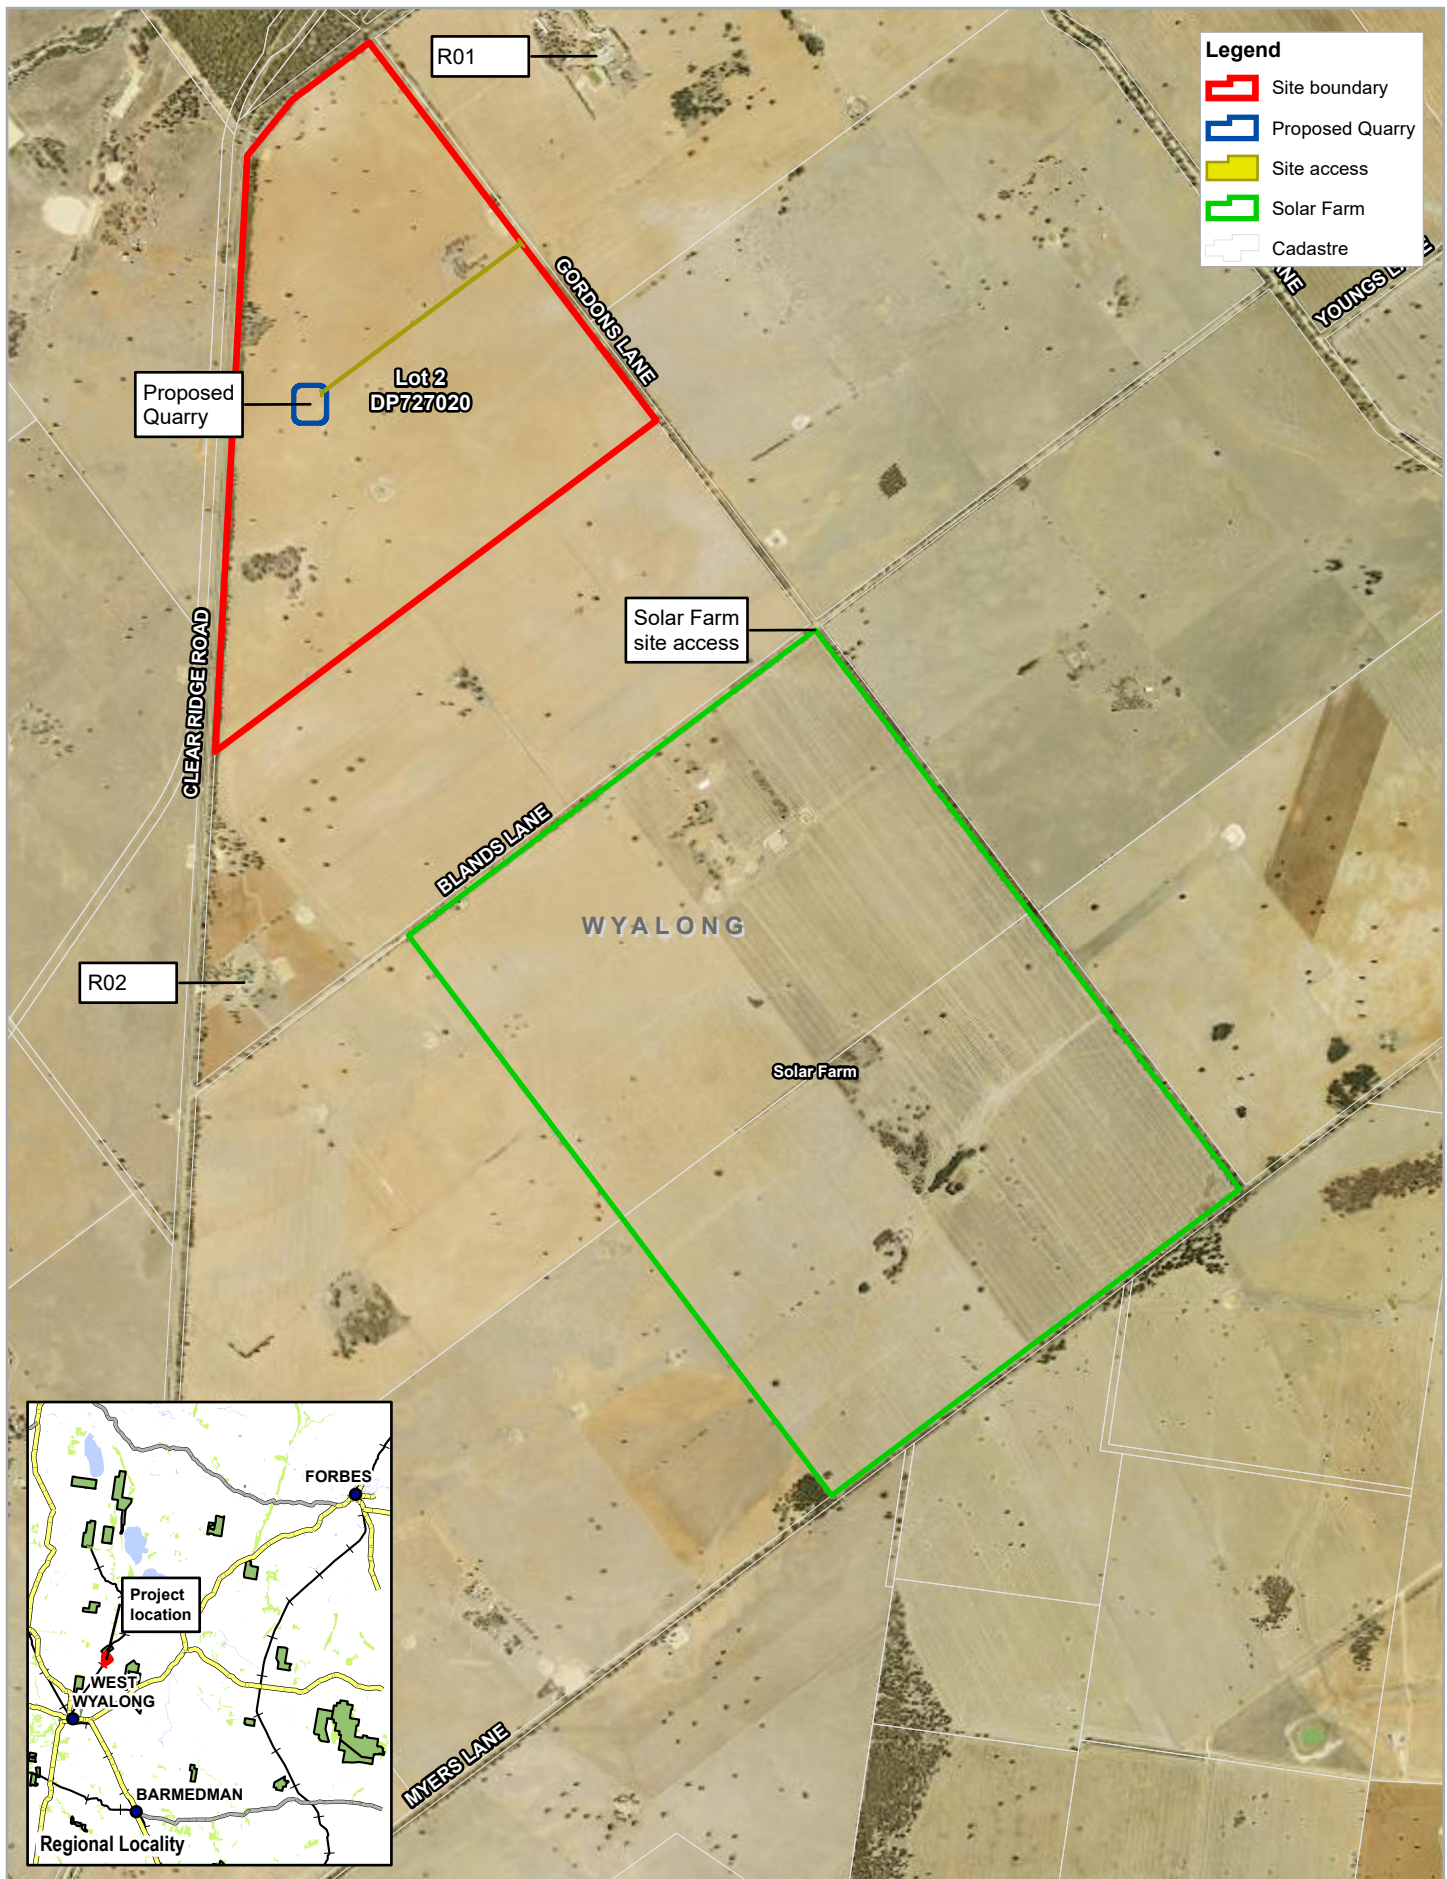 R01
Legend
Site boundary
Proposed Quarry
Site access
Solar Farm
Cadastre
GORDONS LANE
Proposed
Quarry
Lot 2
DP727020
Solar Farm
site access
CLEAR RIDGE ROAD
BLANDS LANE
WYALONG
R02
Solar Farm
MYERS LANE
FORBES
Project
location
WEST
WYALONG
BARMEDMAN
Regional Locality
YOUNGS